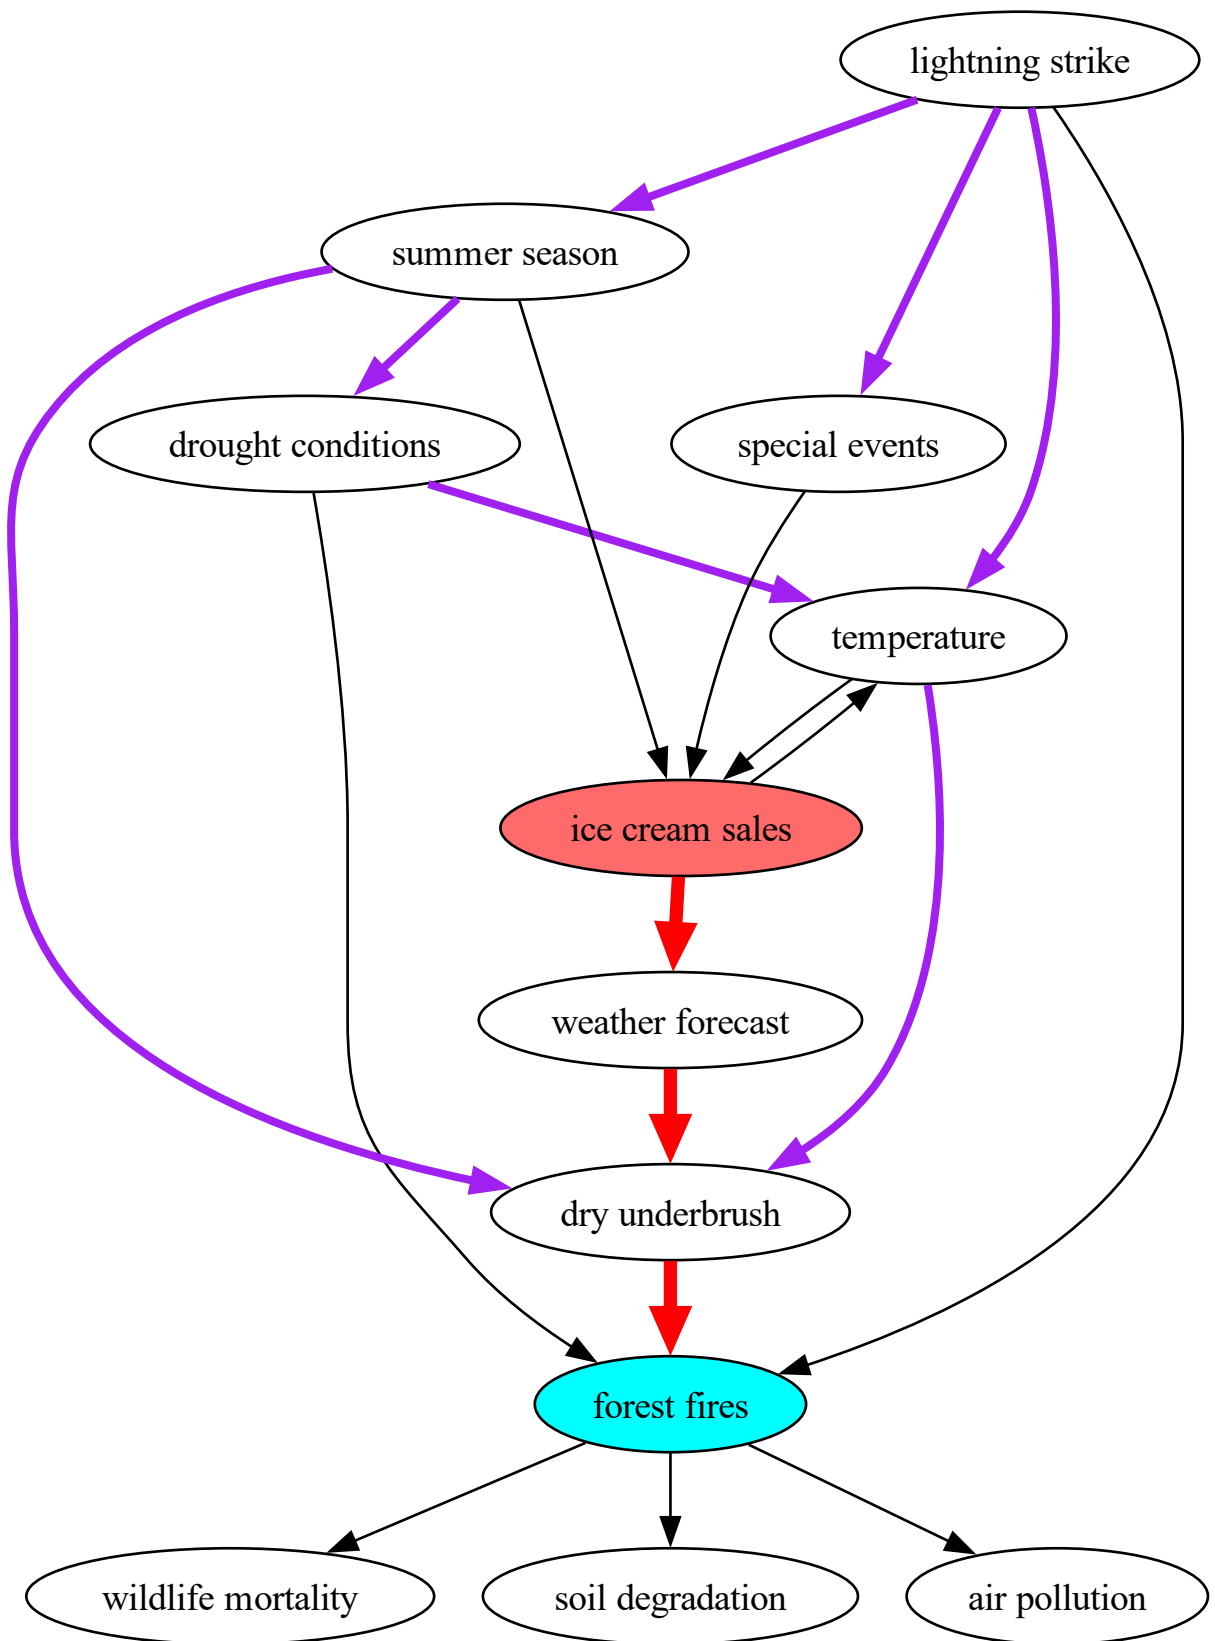 lightning strike
summer season
drought conditions
special events
temperature
ice cream sales
weather forecast
dry underbrush
forest fires
wildlife mortality
soil degradation
air pollution